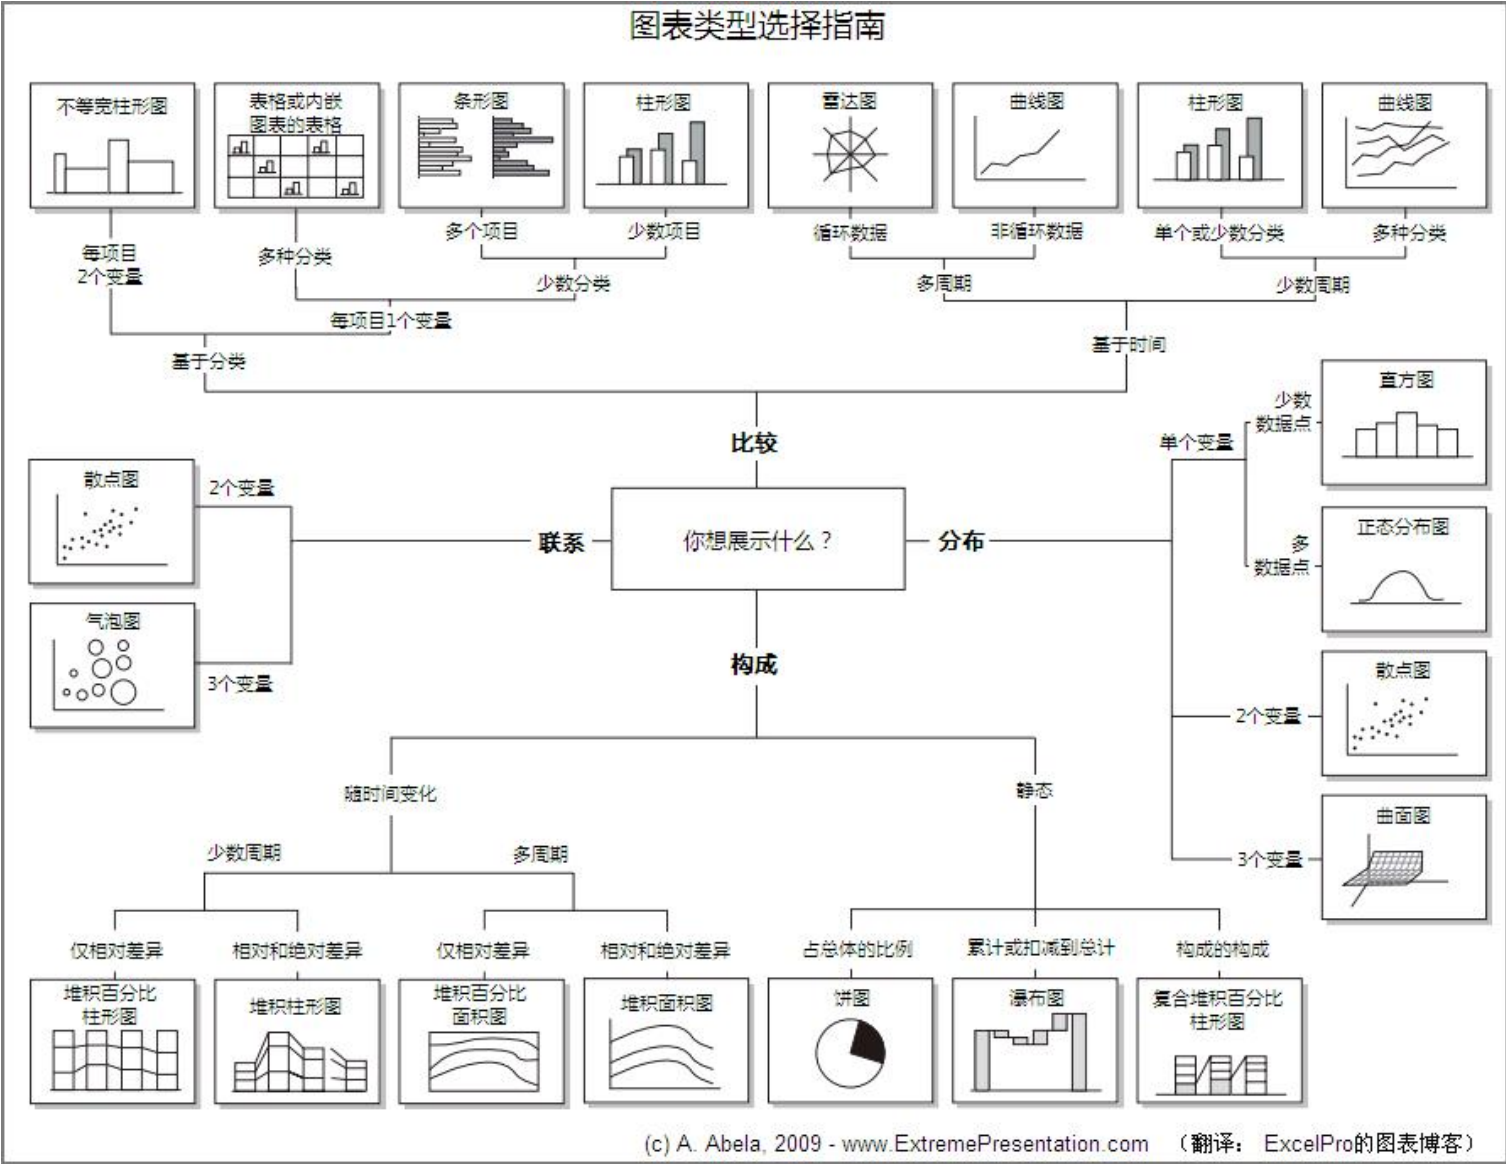 图表类型选择指南
不等宽柱形图
表格或内嵌
图表的表格
条形图
柱形图
雷达图
曲线图
柱形图
曲线图
每项目
2个变量
多种分类
多个项目
少数项目
循环数据
非循环数据
单个或少数分类
多种分类
少数分类
多周期
少数周期
每项目1个变量
基于分类
基于时间
比较
联系
你想展示什么？
分布
构成
2个变量
散点图
3个变量
气泡图
单个变量
少数
数据点
直方图
多
数据点
正态分布图
2个变量
散点图
3个变量
曲面图
随时间变化
静态
少数周期
多周期
仅相对差异
相对和绝对差异
仅相对差异
相对和绝对差异
占总体的比例
累计或扣减到总计
构成的构成
堆积百分比
柱形图
堆积柱形图
堆积百分比
面积图
堆积面积图
饼图
瀑布图
复合堆积百分比
柱形图
(c) A. Abela, 2009 - www.ExtremePresentation.com （翻译： ExcelPro的图表博客）